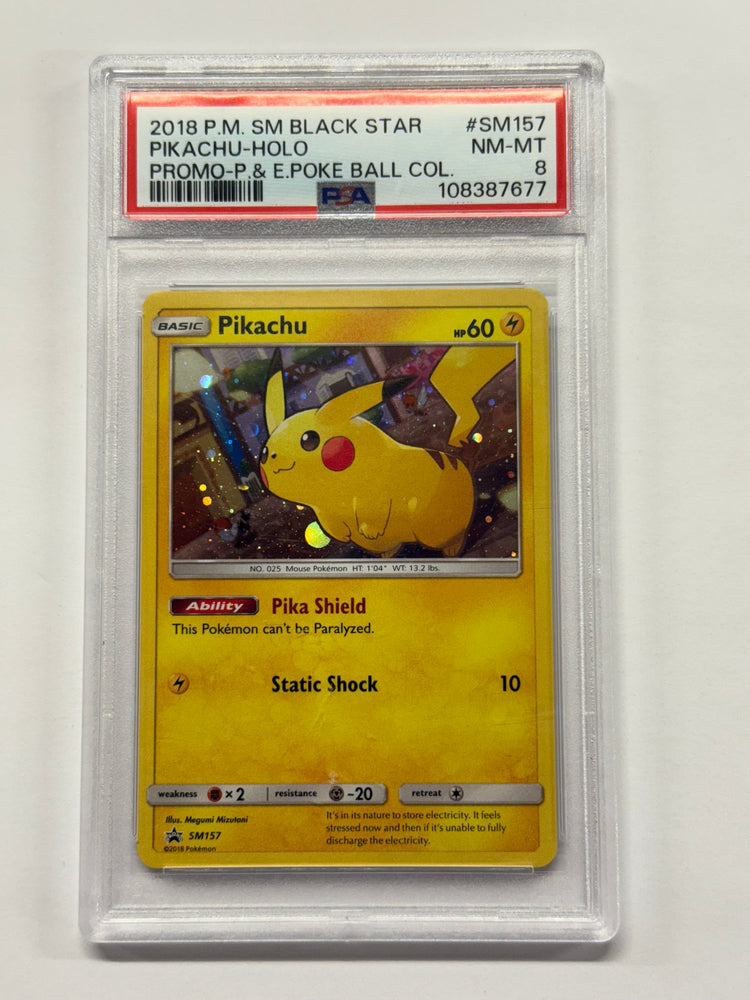 2018 P.M. SM BLACK STAR #SM157
PIKACHU-HOLO NM-MT
PROMO-P.& E.POKE BALL COL. 8
PSA 108387677
BASIC Pikachu HP60
NO. 025 Mouse Pokémon HT: 1'04" WT: 13.2 lbs.
Ability Pika Shield
This Pokémon can't be Paralyzed.
Static Shock 10
weakness ×2 resistance -20 retreat
Illus. Megumi Mizutani
SM157
©2018 Pokémon
It's in its nature to store electricity. It feels
stressed now and then if it's unable to fully
discharge the electricity.